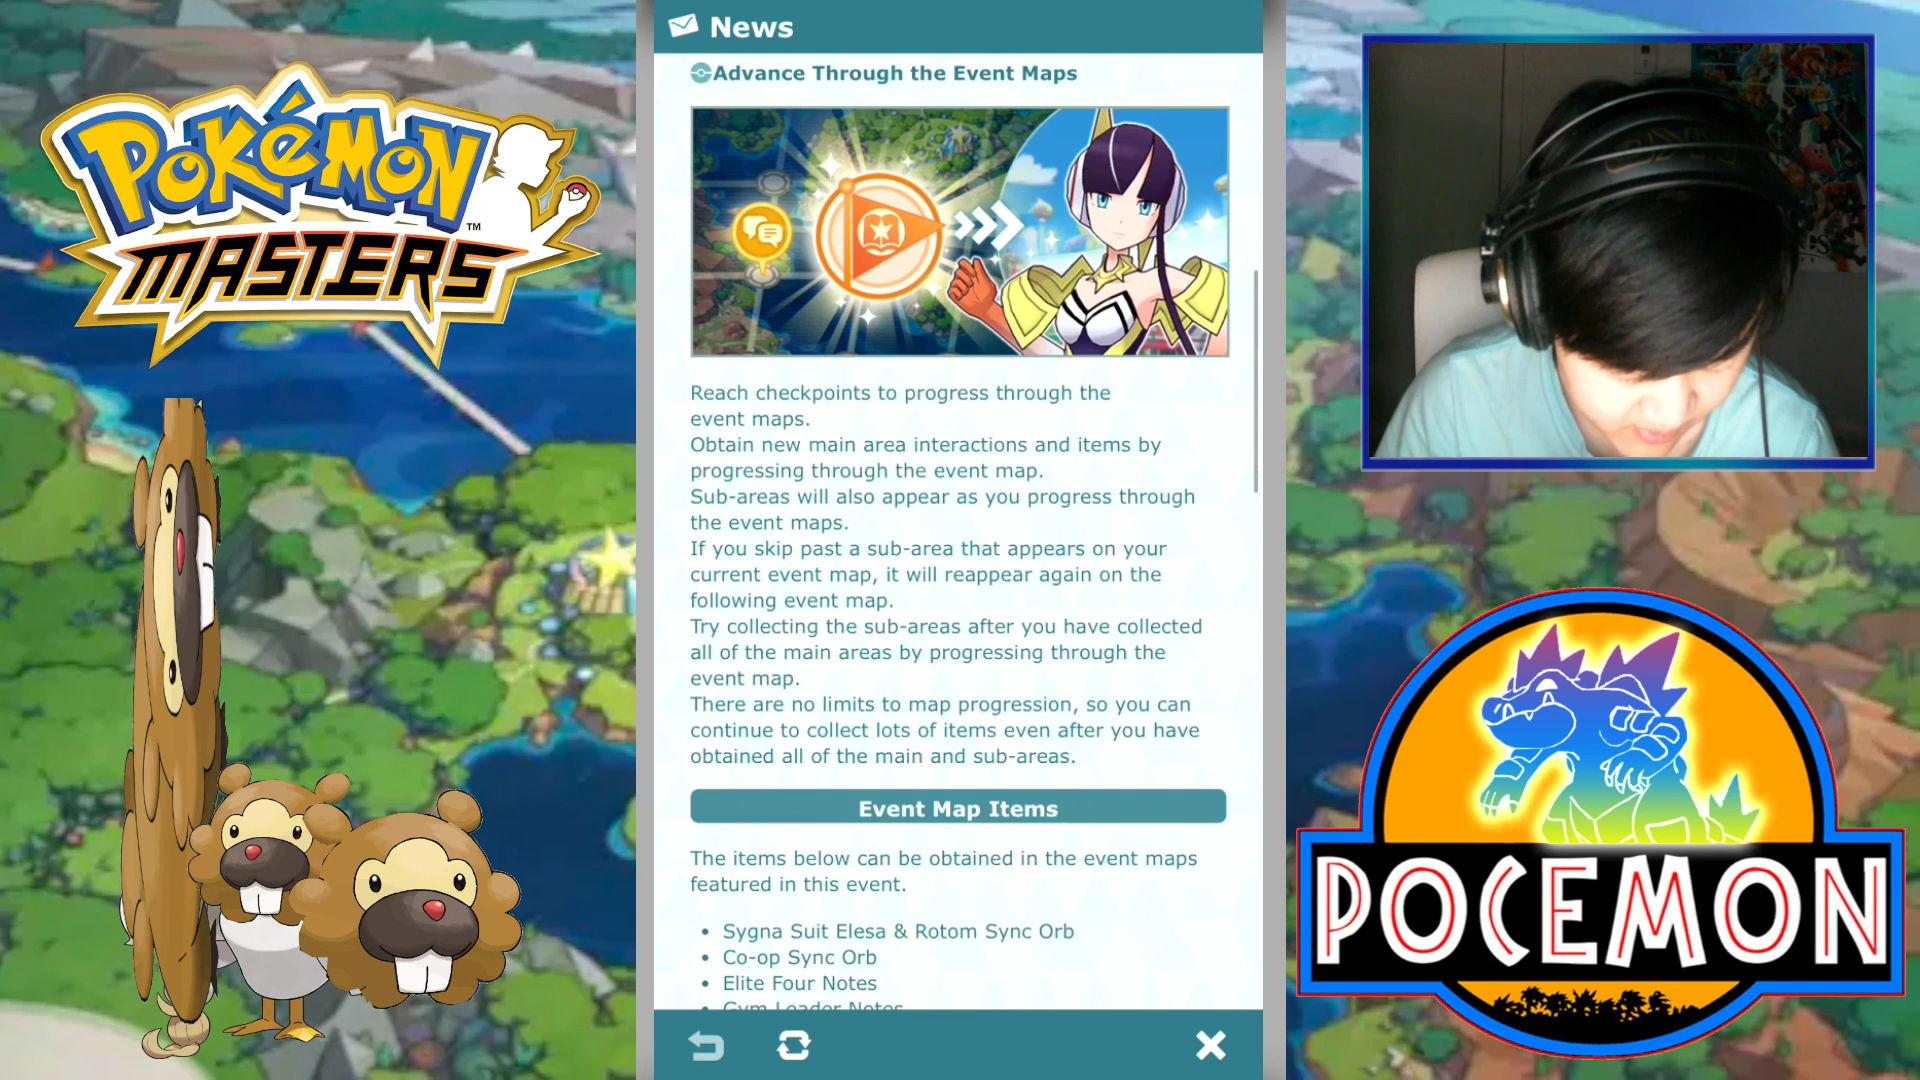 POKéMON
TM
MASTERS
News
Advance Through the Event Maps
Reach checkpoints to progress through the
event maps.
Obtain new main area interactions and items by
progressing through the event map.
Sub-areas will also appear as you progress through
the event maps.
If you skip past a sub-area that appears on your
current event map, it will reappear again on the
following event map.
Try collecting the sub-areas after you have collected
all of the main areas by progressing through the
event map.
There are no limits to map progression, so you can
continue to collect lots of items even after you have
obtained all of the main and sub-areas.
Event Map Items
The items below can be obtained in the event maps
featured in this event.
• Sygna Suit Elesa & Rotom Sync Orb
• Co-op Sync Orb
• Elite Four Notes
• Gym Leader Notes
POCEMON